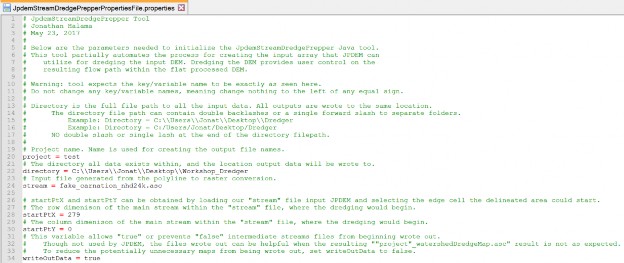 JpdemStreamDredgePrepperPropertiesFile.properties
1 # JpdemStreamDredgePrepper Tool
2 # Jonathan Halama
3 # May 23, 2017
4 #
5 # Below are the parameters needed to initialize the JpdemStreamDredgePrepper Java tool.
6 # This tool partially automates the process for creating the input array that JPDEM can
7 # utilize for dredging the input DEM. Dredging the DEM provides user control on the
8 # resulting flow path within the flat processed DEM.
9 #
10 # Warning: tool expects the key/variable name to be exactly as seen here.
11 # Do not change any key/variable names, meaning change nothing to the left of any equal sign.
12 #
13 # Directory is the full file path to all the input data. All outputs are wrote to the same location.
14 # The directory file path can contain double backlashes or a single forward slash to separate folders.
15 # Example: Directory = C:\\Users\\Jonat\\Desktop\\Dredger
16 # Example: Directory = C:/Users/Jonat/Desktop/Dredger
17 # NO double slash or single lash at the end of the directory filepath.
18 #
19 # Project name. Name is used for creating the output file names.
20 project = test
21 # The directory all data exists within, and the location output data will be wrote to.
22 directory = C:\\Users\\Jonat\\Desktop\\Workshop_Dredger
23 # Input file generated from the polyline to raster conversion.
24 stream = fake_carnation_nhd24k.asc
25
26 # startPtX and startPtY can be obtained by loading our "stream" file input JPDEM and selecting the edge cell the delineated area could start.
27 # The row dimension of the main stream within the "stream" file, where the dredging would begin.
28 startPtX = 279
29 # The column dimension of the main stream within the "stream" file, where the dredging would begin.
30 startPtY = 0
31 # This variable allows "true" or prevents "false" intermediate streams files from beginning wrote out.
32 # Though not used by JPDEM, the files wrote out can be helpful when the resulting ""project"_watershedDredgeMap.asc" result is not as expected.
33 # To reduce the potentially unnecessary maps from being wrote out, set writeOutData to false.
34 writeOutData = true